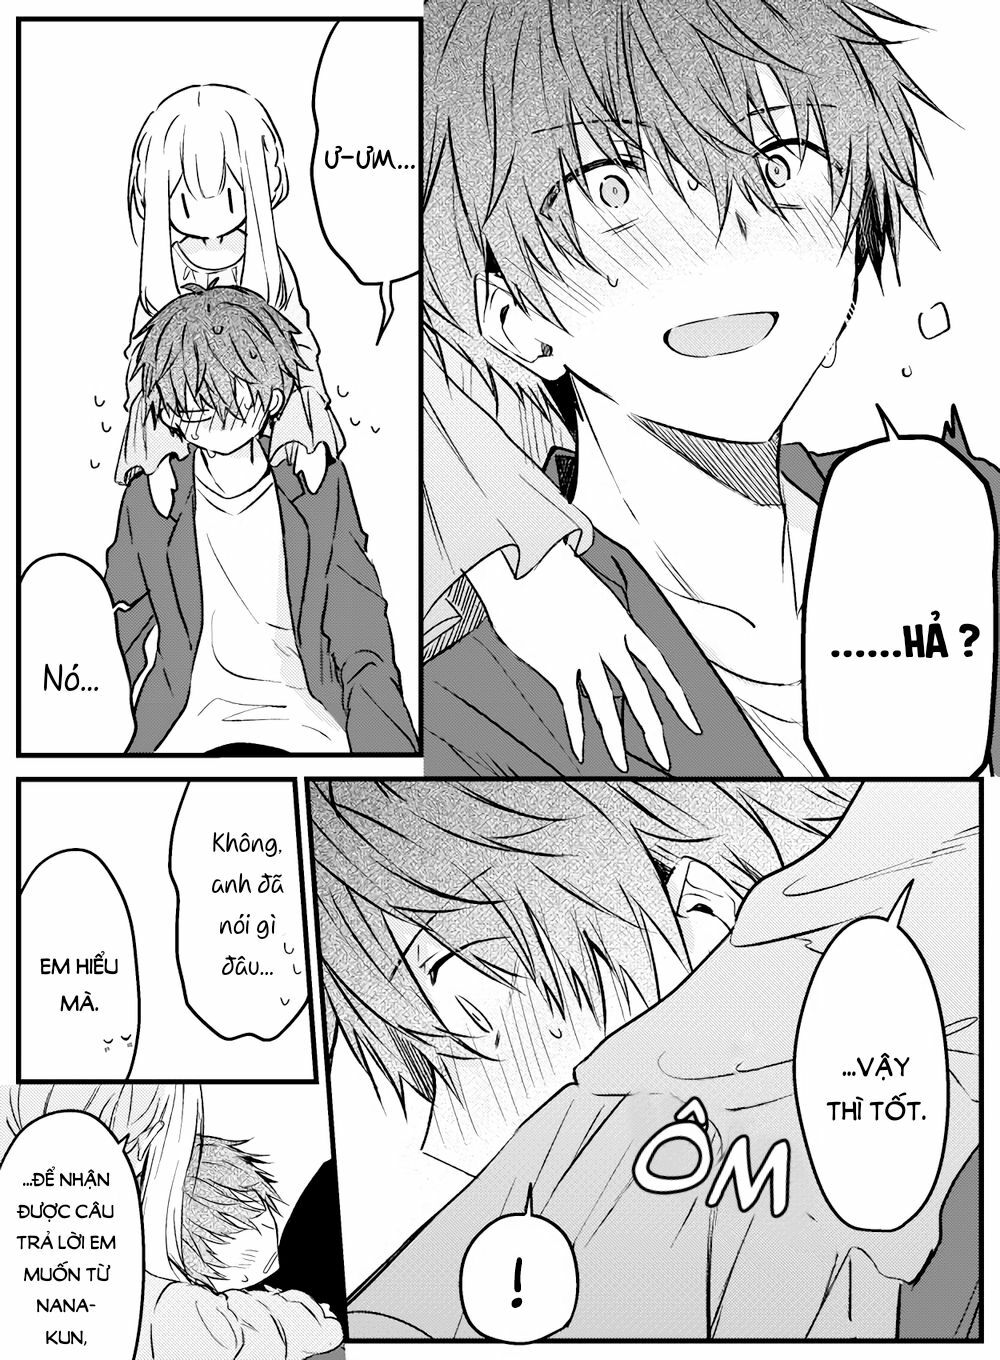 ......HẢ ?
Ư-ƯM...
Nó...
...VẬY
THÌ TỐT.
ÔM
!
Không,
anh đã
nói gì
đâu...
EM HIỂU
MÀ.
...ĐỂ NHẬN
ĐƯỢC CÂU
TRẢ LỜI EM
MUỐN TỪ
NANA-
KUN,